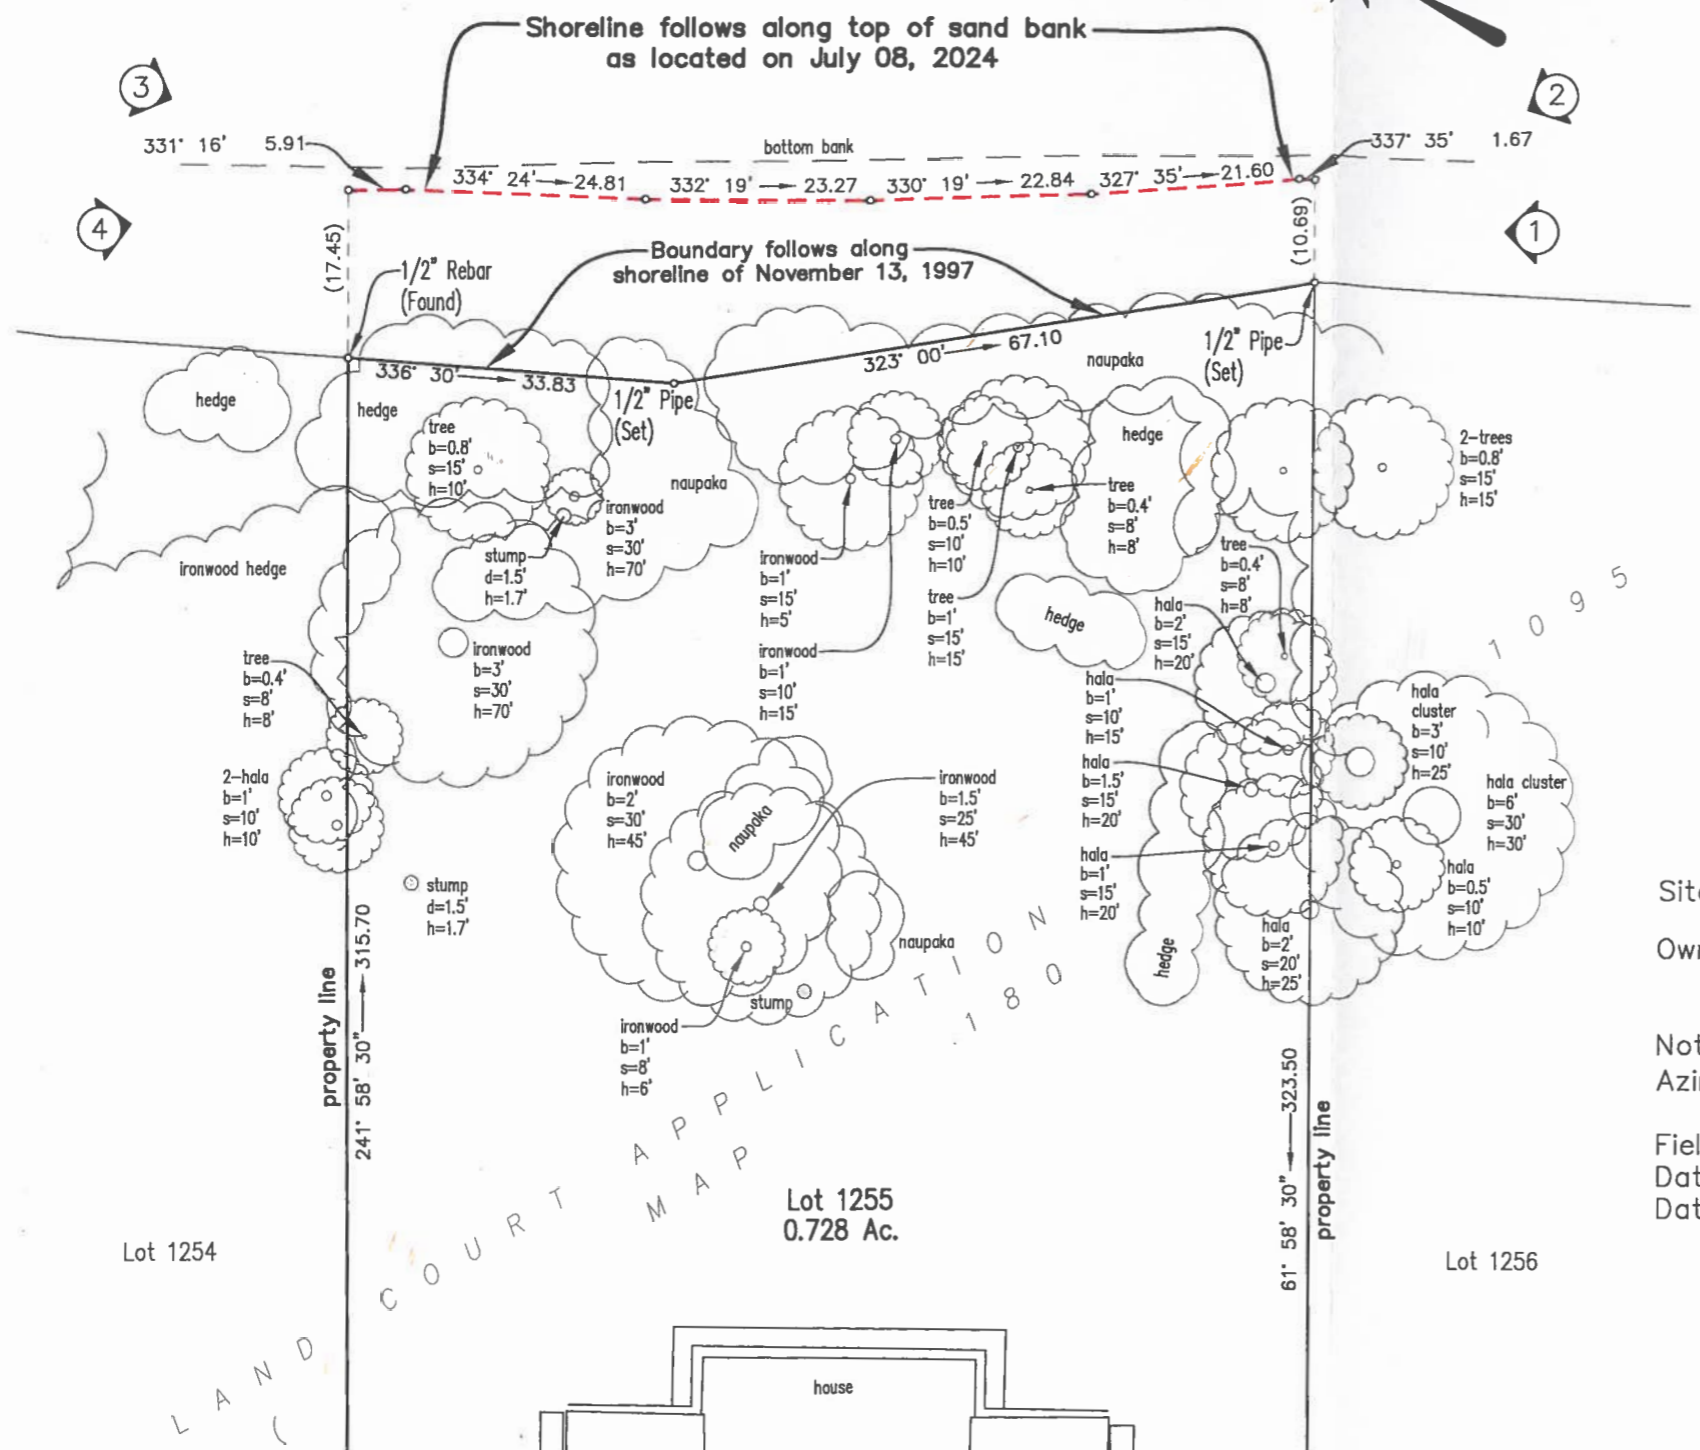 Shoreline follows along top of sand bank
as located on July 08, 2024
3
2
331° 16' 5.91
bottom bank
337° 35' 1.67
334° 24' 24.81
332° 19' 23.27
330° 19' 22.84
327° 35' 21.60
4
1
(17.45)
(10.69)
1/2" Rebar
(Found)
Boundary follows along
shoreline of November 13, 1997
336° 30' 33.83
323° 00' 67.10
1/2" Pipe
(Set)
1/2" Pipe
(Set)
naupaka
hedge
hedge
tree
b=0.8'
s=15'
h=10'
naupaka
hedge
2-trees
b=0.8'
s=15'
h=15'
ironwood
b=3'
s=30'
h=70'
stump
d=1.5'
h=1.7'
ironwood hedge
ironwood
b=1'
s=15'
h=5'
tree
b=0.5'
s=10'
h=10'
tree
b=0.4'
s=8'
h=8'
tree
b=0.4'
s=8'
h=8'
tree
b=1'
s=15'
h=15'
hedge
hala
b=2'
s=15'
h=20'
1095
ironwood
b=3'
s=30'
h=70'
tree
b=0.4'
s=8'
h=8'
ironwood
b=1'
s=10'
h=15'
hala
b=1'
s=10'
h=15'
hala
cluster
b=3'
s=10'
h=25'
2-hala
b=1'
s=10'
h=10'
ironwood
b=2'
s=30'
h=45'
naupaka
ironwood
b=1.5'
s=25'
h=45'
hala
b=1.5'
s=15'
h=20'
hala cluster
b=6'
s=30'
h=30'
hala
b=1'
s=15'
h=20'
hala
b=0.5'
s=10'
h=10'
stump
d=1.5'
h=1.7'
naupaka
hedge
hala
b=2'
s=20'
h=25'
stump
ironwood
b=1'
s=8'
h=6'
property line
241° 58' 30" 315.70
61° 58' 30" 323.50
property line
LAND COURT APPLICATION
MAP 180
Lot 1255
0.728 Ac.
Lot 1254
Lot 1256
house
(
Site
Own
Not
Azi
Fiel
Dat
Dat